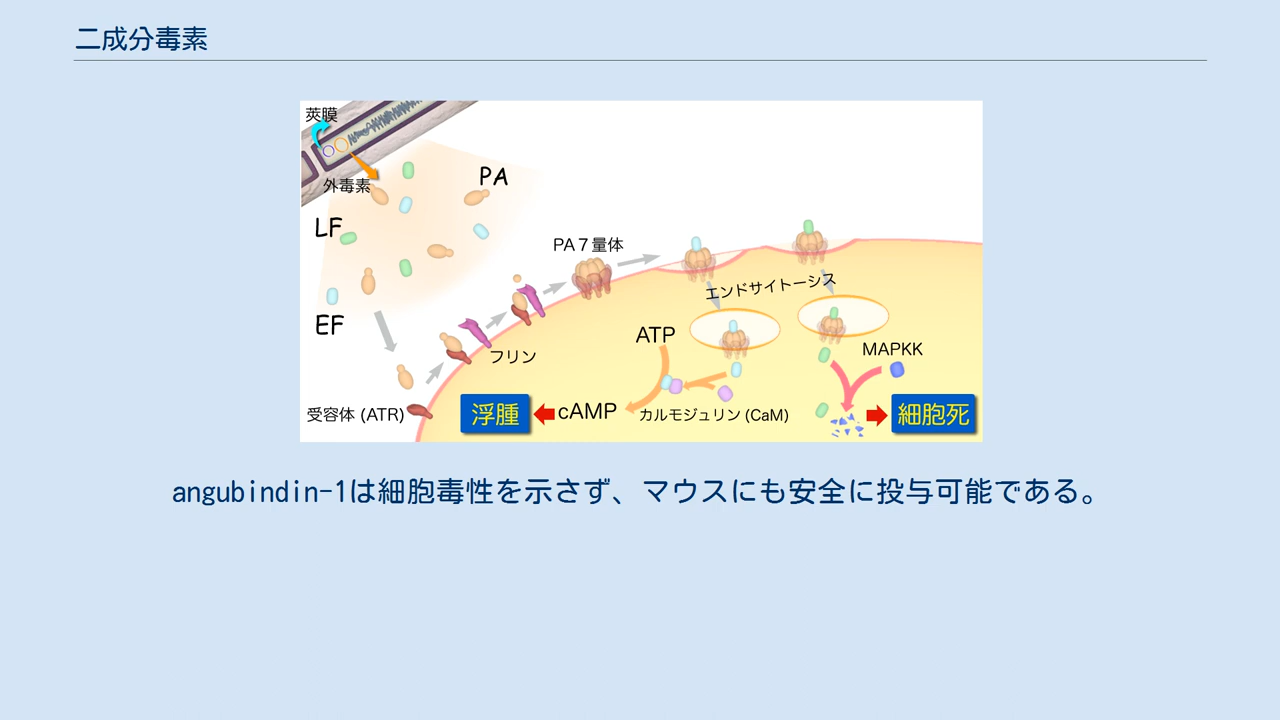 二成分毒素
莢膜
外毒素
PA
LF
PA７量体
エンドサイトーシス
EF
ATP
MAPKK
フリン
受容体 (ATR)
浮腫
cAMP
カルモジュリン (CaM)
細胞死
angubindin-1は細胞毒性を示さず、マウスにも安全に投与可能である。